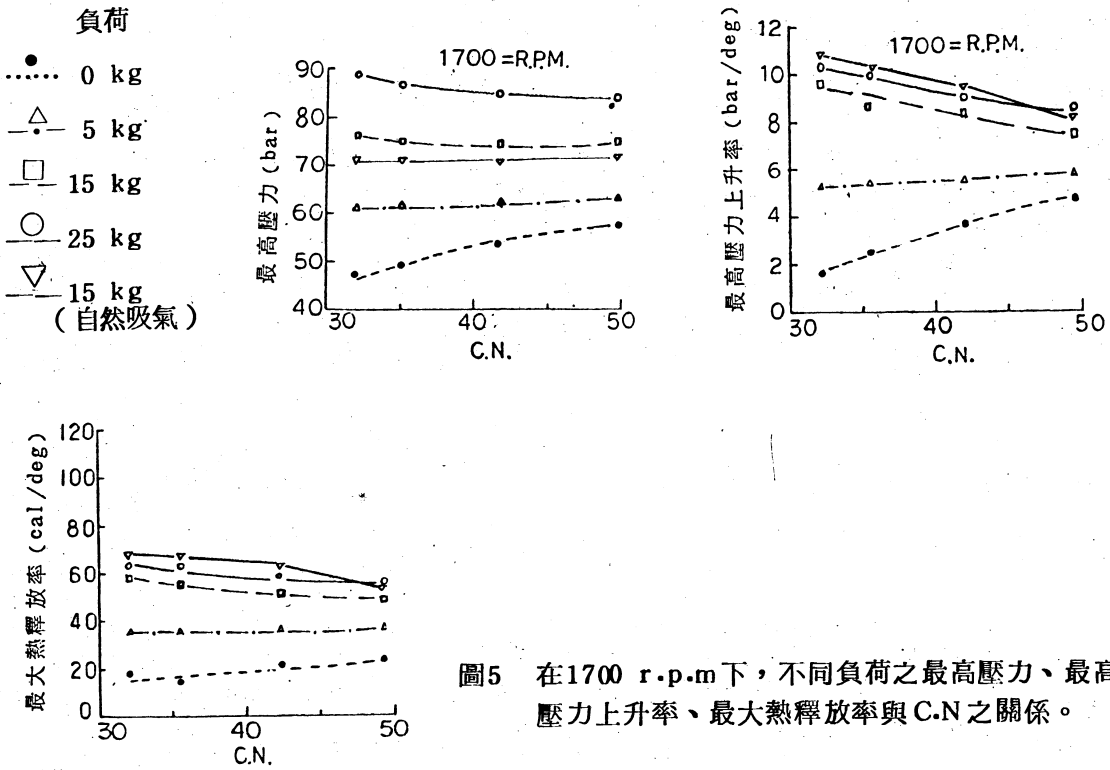 負荷
0 kg
5 kg
15 kg
25 kg
15 kg
(自然吸氣)
1700=R.P.M.
最高壓力(bar)
90
80
70
60
50
40
30
40
50
C.N.
1700=R.P.M.
最高壓力上升率(bar/deg)
12
10
8
6
4
2
0
30
40
50
C.N.
最大熱釋放率(cal/deg)
120
100
80
60
40
20
0
30
40
50
C.N.
圖5 在1700 r.p.m下,不同負荷之最高壓力、最高
壓力上升率、最大熱釋放率與C.N之關係。